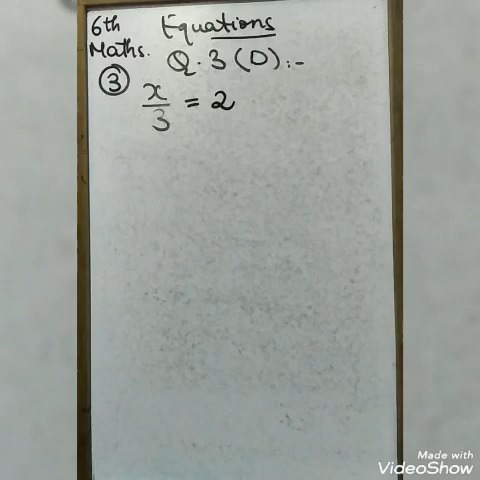 6th Equations
Maths. Q.3 (D):-
③ x/3 = 2
Made with
VideoShow